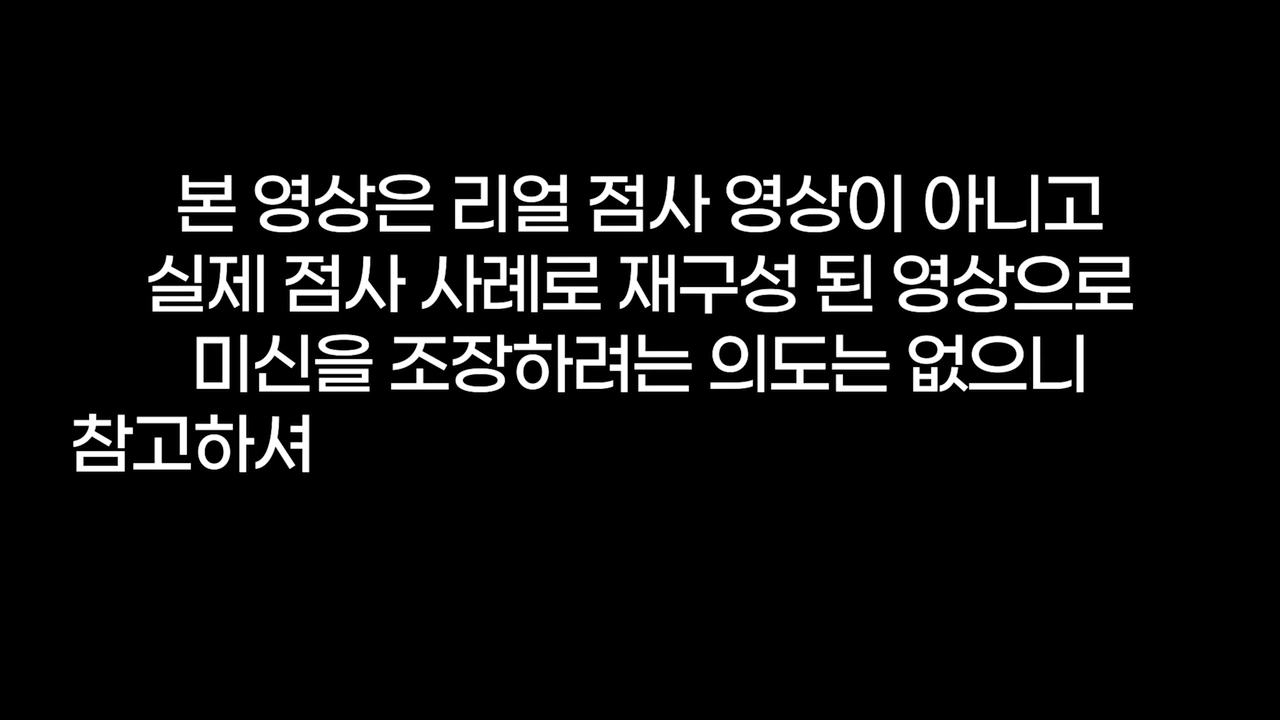 본 영상은 리얼 점사 영상이 아니고
실제 점사 사례로 재구성 된 영상으로
미신을 조장하려는 의도는 없으니
참고하셔